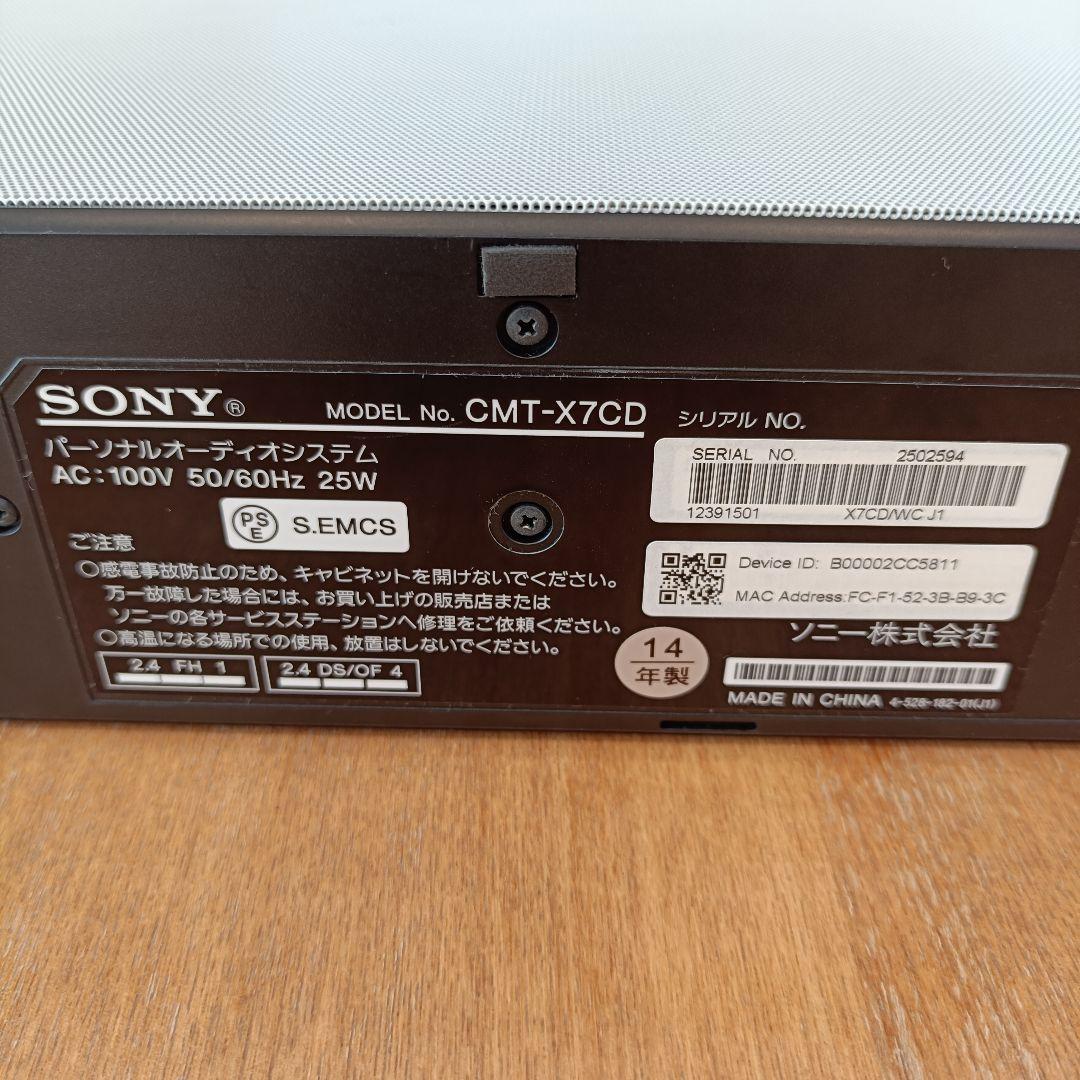 SONY® MODEL No. CMT-X7CD シリアル NO.
パーソナルオーディオシステム
AC:100V 50/60Hz 25W
PSE S.EMCS
SERIAL NO. 2502594
12391501 X7CD/WC J1
ご注意
○感電事故防止のため、キャビネットを開けないでください。
万一故障した場合には、お買い上げの販売店または
ソニーの各サービスステーションへ修理をご依頼ください。
○高温になる場所での使用、放置はしないでください。
2.4 FH 1
2.4 DS/OF 4
Device ID: B00002CC5811
MAC Address:FC-F1-52-3B-B9-3C
ソニー株式会社
14
年製
MADE IN CHINA 4-528-182-01(J1)